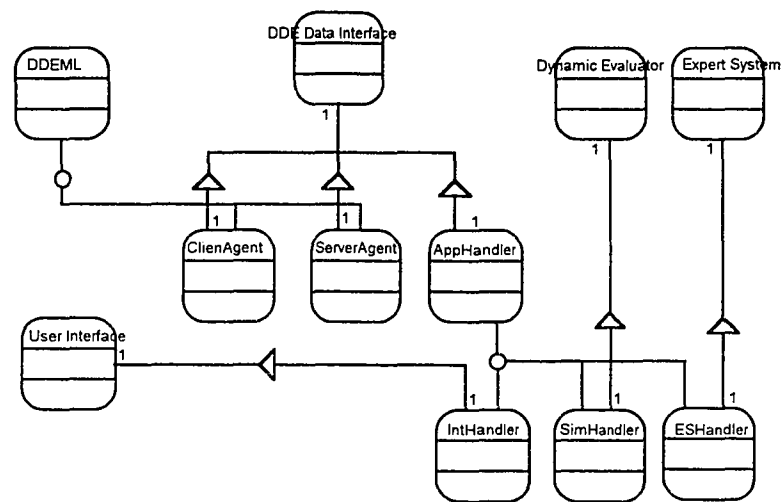 DDE Data Interface
DDEML
Dynamic Evaluator
Expert System
1
1
1
1
1
1
ClienAgent
ServerAgent
AppHandler
User Interface
1
1
1
1
IntHandler
SimHandler
ESHandler